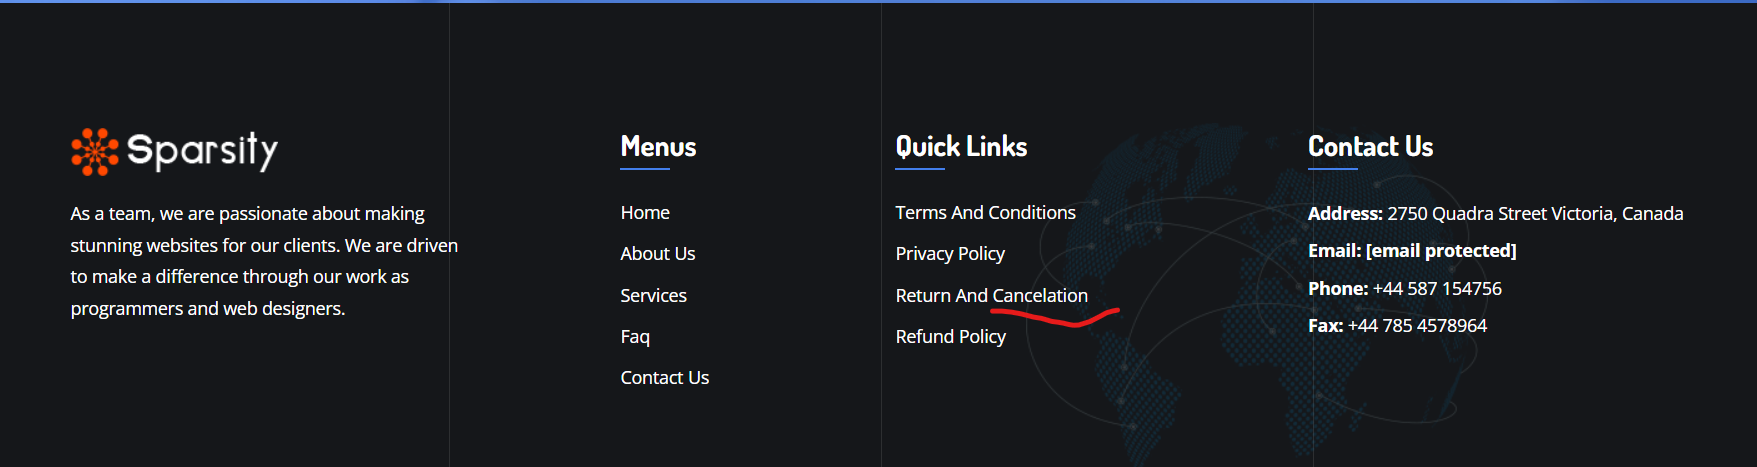 Sparsity
As a team, we are passionate about making
stunning websites for our clients. We are driven
to make a difference through our work as
programmers and web designers.
Menus
Home
About Us
Services
Faq
Contact Us
Quick Links
Terms And Conditions
Privacy Policy
Return And Cancelation
Refund Policy
Contact Us
Address: 2750 Quadra Street Victoria, Canada
Email: [email protected]
Phone: +44 587 154756
Fax: +44 785 4578964